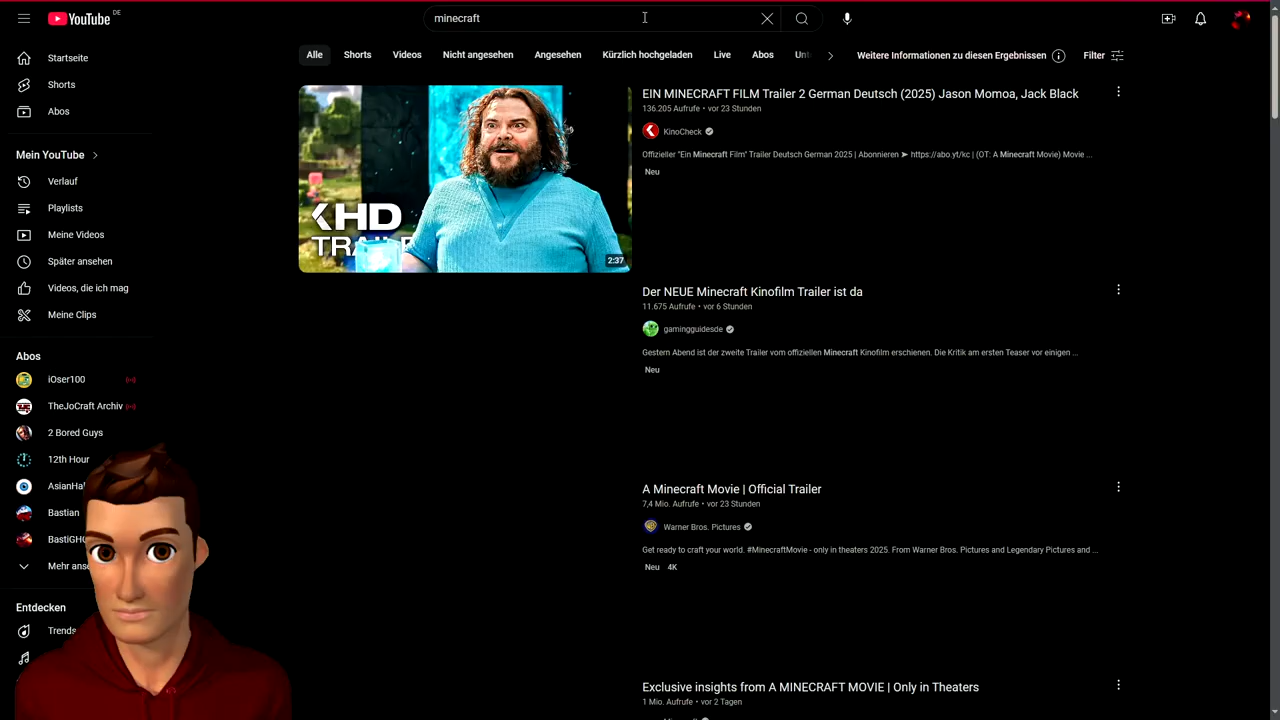 YouTube DE
minecraft
Alle Shorts Videos Nicht angesehen Angesehen Kürzlich hochgeladen Live Abos Weitere Informationen zu diesen Ergebnissen Filter
Startseite
Shorts
Abos
Mein YouTube
Verlauf
Playlists
Meine Videos
Später ansehen
Videos, die ich mag
Meine Clips
Abos
iOser100
TheJoCraft Archiv
2 Bored Guys
12th Hour
AsianHal
Bastian
BastiGHG
Mehr anse
Entdecken
Trends
KHD
TRAILE
2:37
EIN MINECRAFT FILM Trailer 2 German Deutsch (2025) Jason Momoa, Jack Black
136.205 Aufrufe • vor 23 Stunden
KinoCheck
Offizieller "Ein Minecraft Film" Trailer Deutsch German 2025 | Abonnieren ➤ https://abo.yt/kc | (OT: A Minecraft Movie) Movie ...
Neu
Der NEUE Minecraft Kinofilm Trailer ist da
11.675 Aufrufe • vor 6 Stunden
gamingguidesde
Gestern Abend ist der zweite Trailer vom offiziellen Minecraft Kinofilm erschienen. Die Kritik am ersten Teaser vor einigen ...
Neu
A Minecraft Movie | Official Trailer
7,4 Mio. Aufrufe • vor 23 Stunden
Warner Bros. Pictures
Get ready to craft your world. #MinecraftMovie - only in theaters 2025. From Warner Bros. Pictures and Legendary Pictures and ...
Neu 4K
Exclusive insights from A MINECRAFT MOVIE | Only in Theaters
1 Mio. Aufrufe • vor 2 Tagen